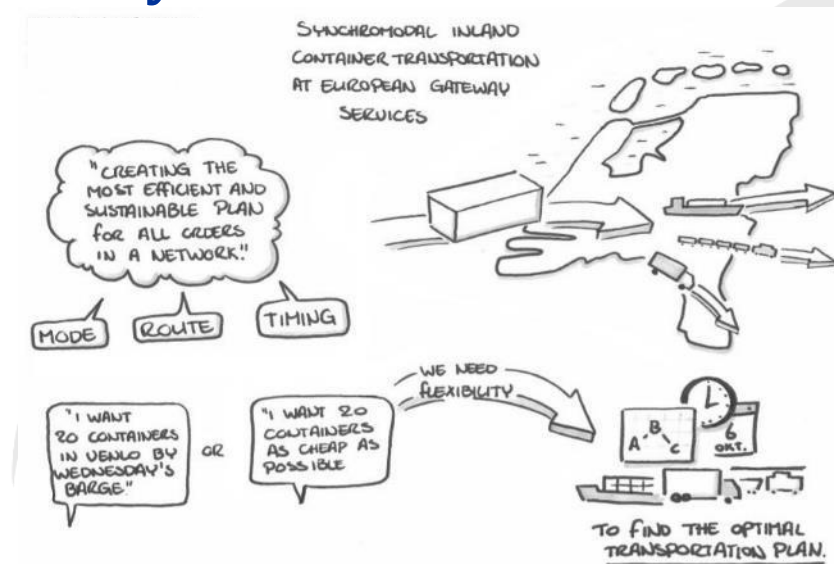 SYNCHROMODAL INLAND
CONTAINER TRANSPORTATION
AT EUROPEAN GATEWAY
SERVICES
"CREATING THE
MOST EFFICIENT AND
SUSTAINABLE PLAN
FOR ALL ORDERS
IN A NETWORK."
MODE
ROUTE
TIMING
"I WANT
20 CONTAINERS
IN VENLO BY
WEDNESDAY'S
BARGE"
OR
"I WANT 20
CONTAINERS
AS CHEAP AS
POSSIBLE
WE NEED
FLEXIBILITY
A B C
6
OKT.
TO FIND THE OPTIMAL
TRANSPORTATION PLAN.